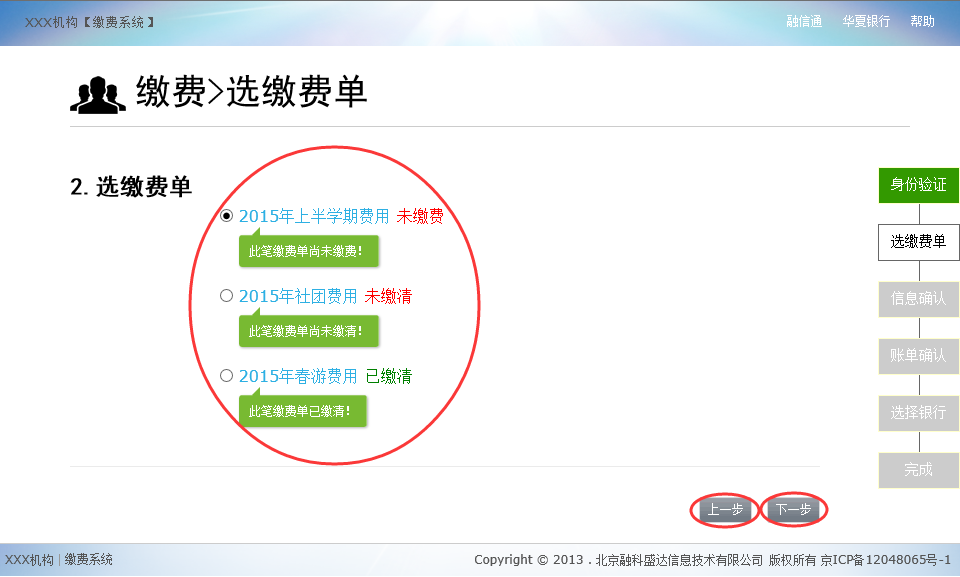 XXX机构【缴费系统】
融信通 华夏银行 帮助
缴费>选缴费单
2. 选缴费单
2015年上半学期费用 未缴费
此笔缴费单尚未缴费！
2015年社团费用 未缴清
此笔缴费单尚未缴清！
2015年春游费用 已缴清
此笔缴费单已缴清！
身份验证
选缴费单
信息确认
账单确认
选择银行
完成
上一步 下一步
XXX机构 | 缴费系统
Copyright © 2013 . 北京融科盛达信息技术有限公司 版权所有 京ICP备12048065号-1